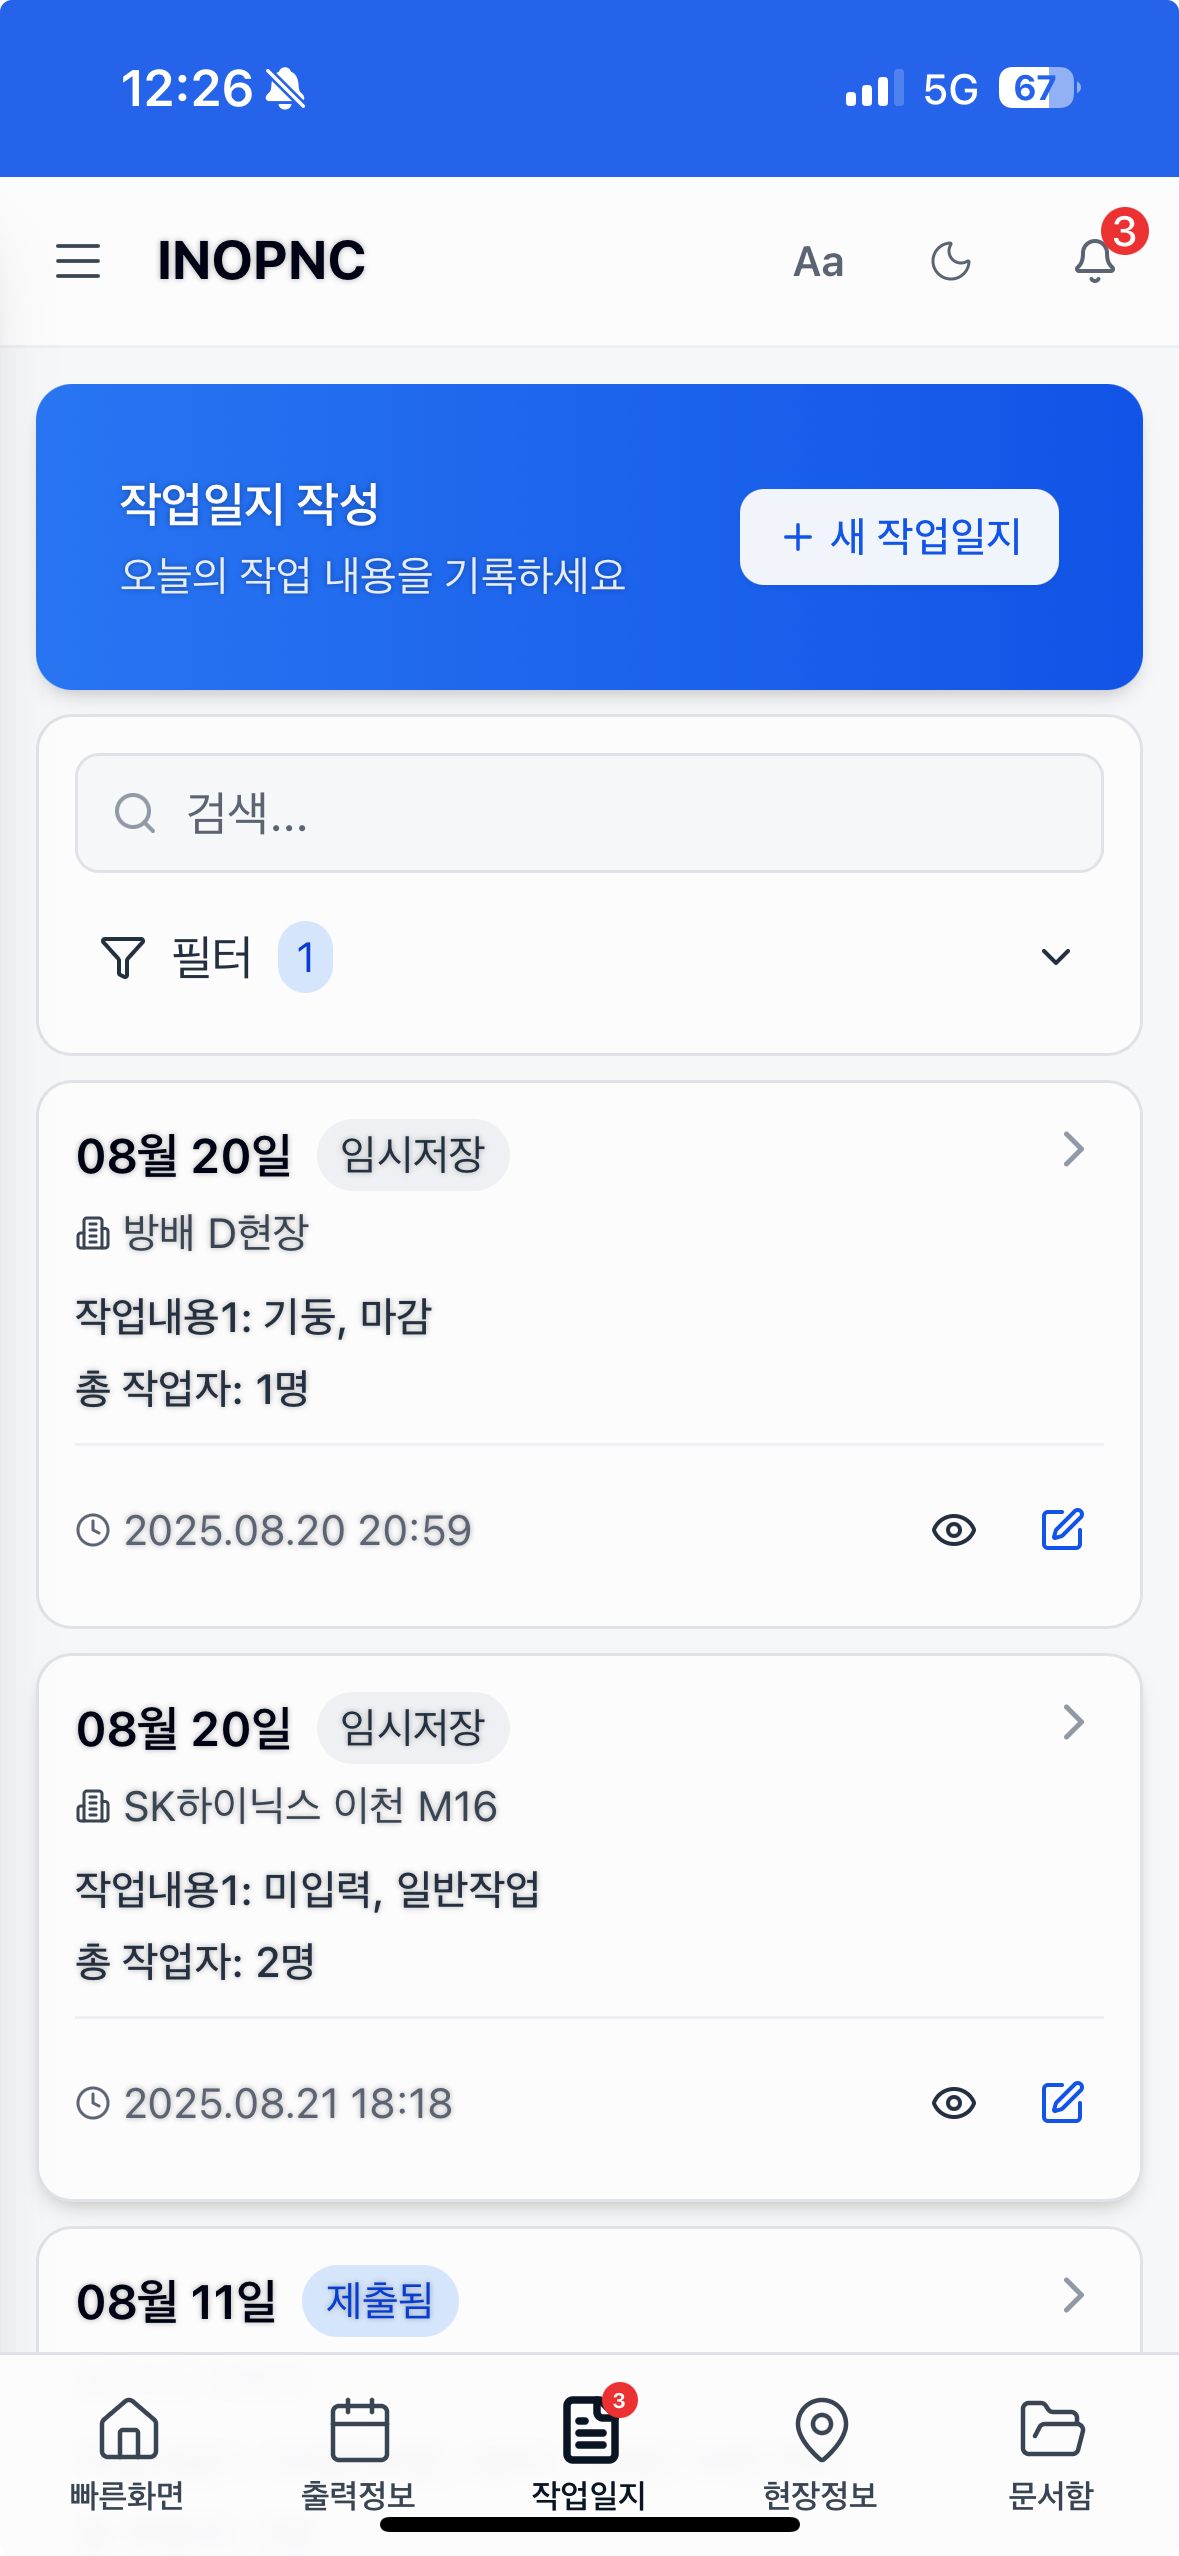 12:26
5G 67
INOPNC
Aa
3
작업일지 작성
오늘의 작업 내용을 기록하세요
+ 새 작업일지
검색...
필터 1
08월 20일 임시저장
방배 D현장
작업내용1: 기둥, 마감
총 작업자: 1명
2025.08.20 20:59
08월 20일 임시저장
SK하이닉스 이천 M16
작업내용1: 미입력, 일반작업
총 작업자: 2명
2025.08.21 18:18
08월 11일 제출됨
3
빠른화면 출력정보 작업일지 현장정보 문서함